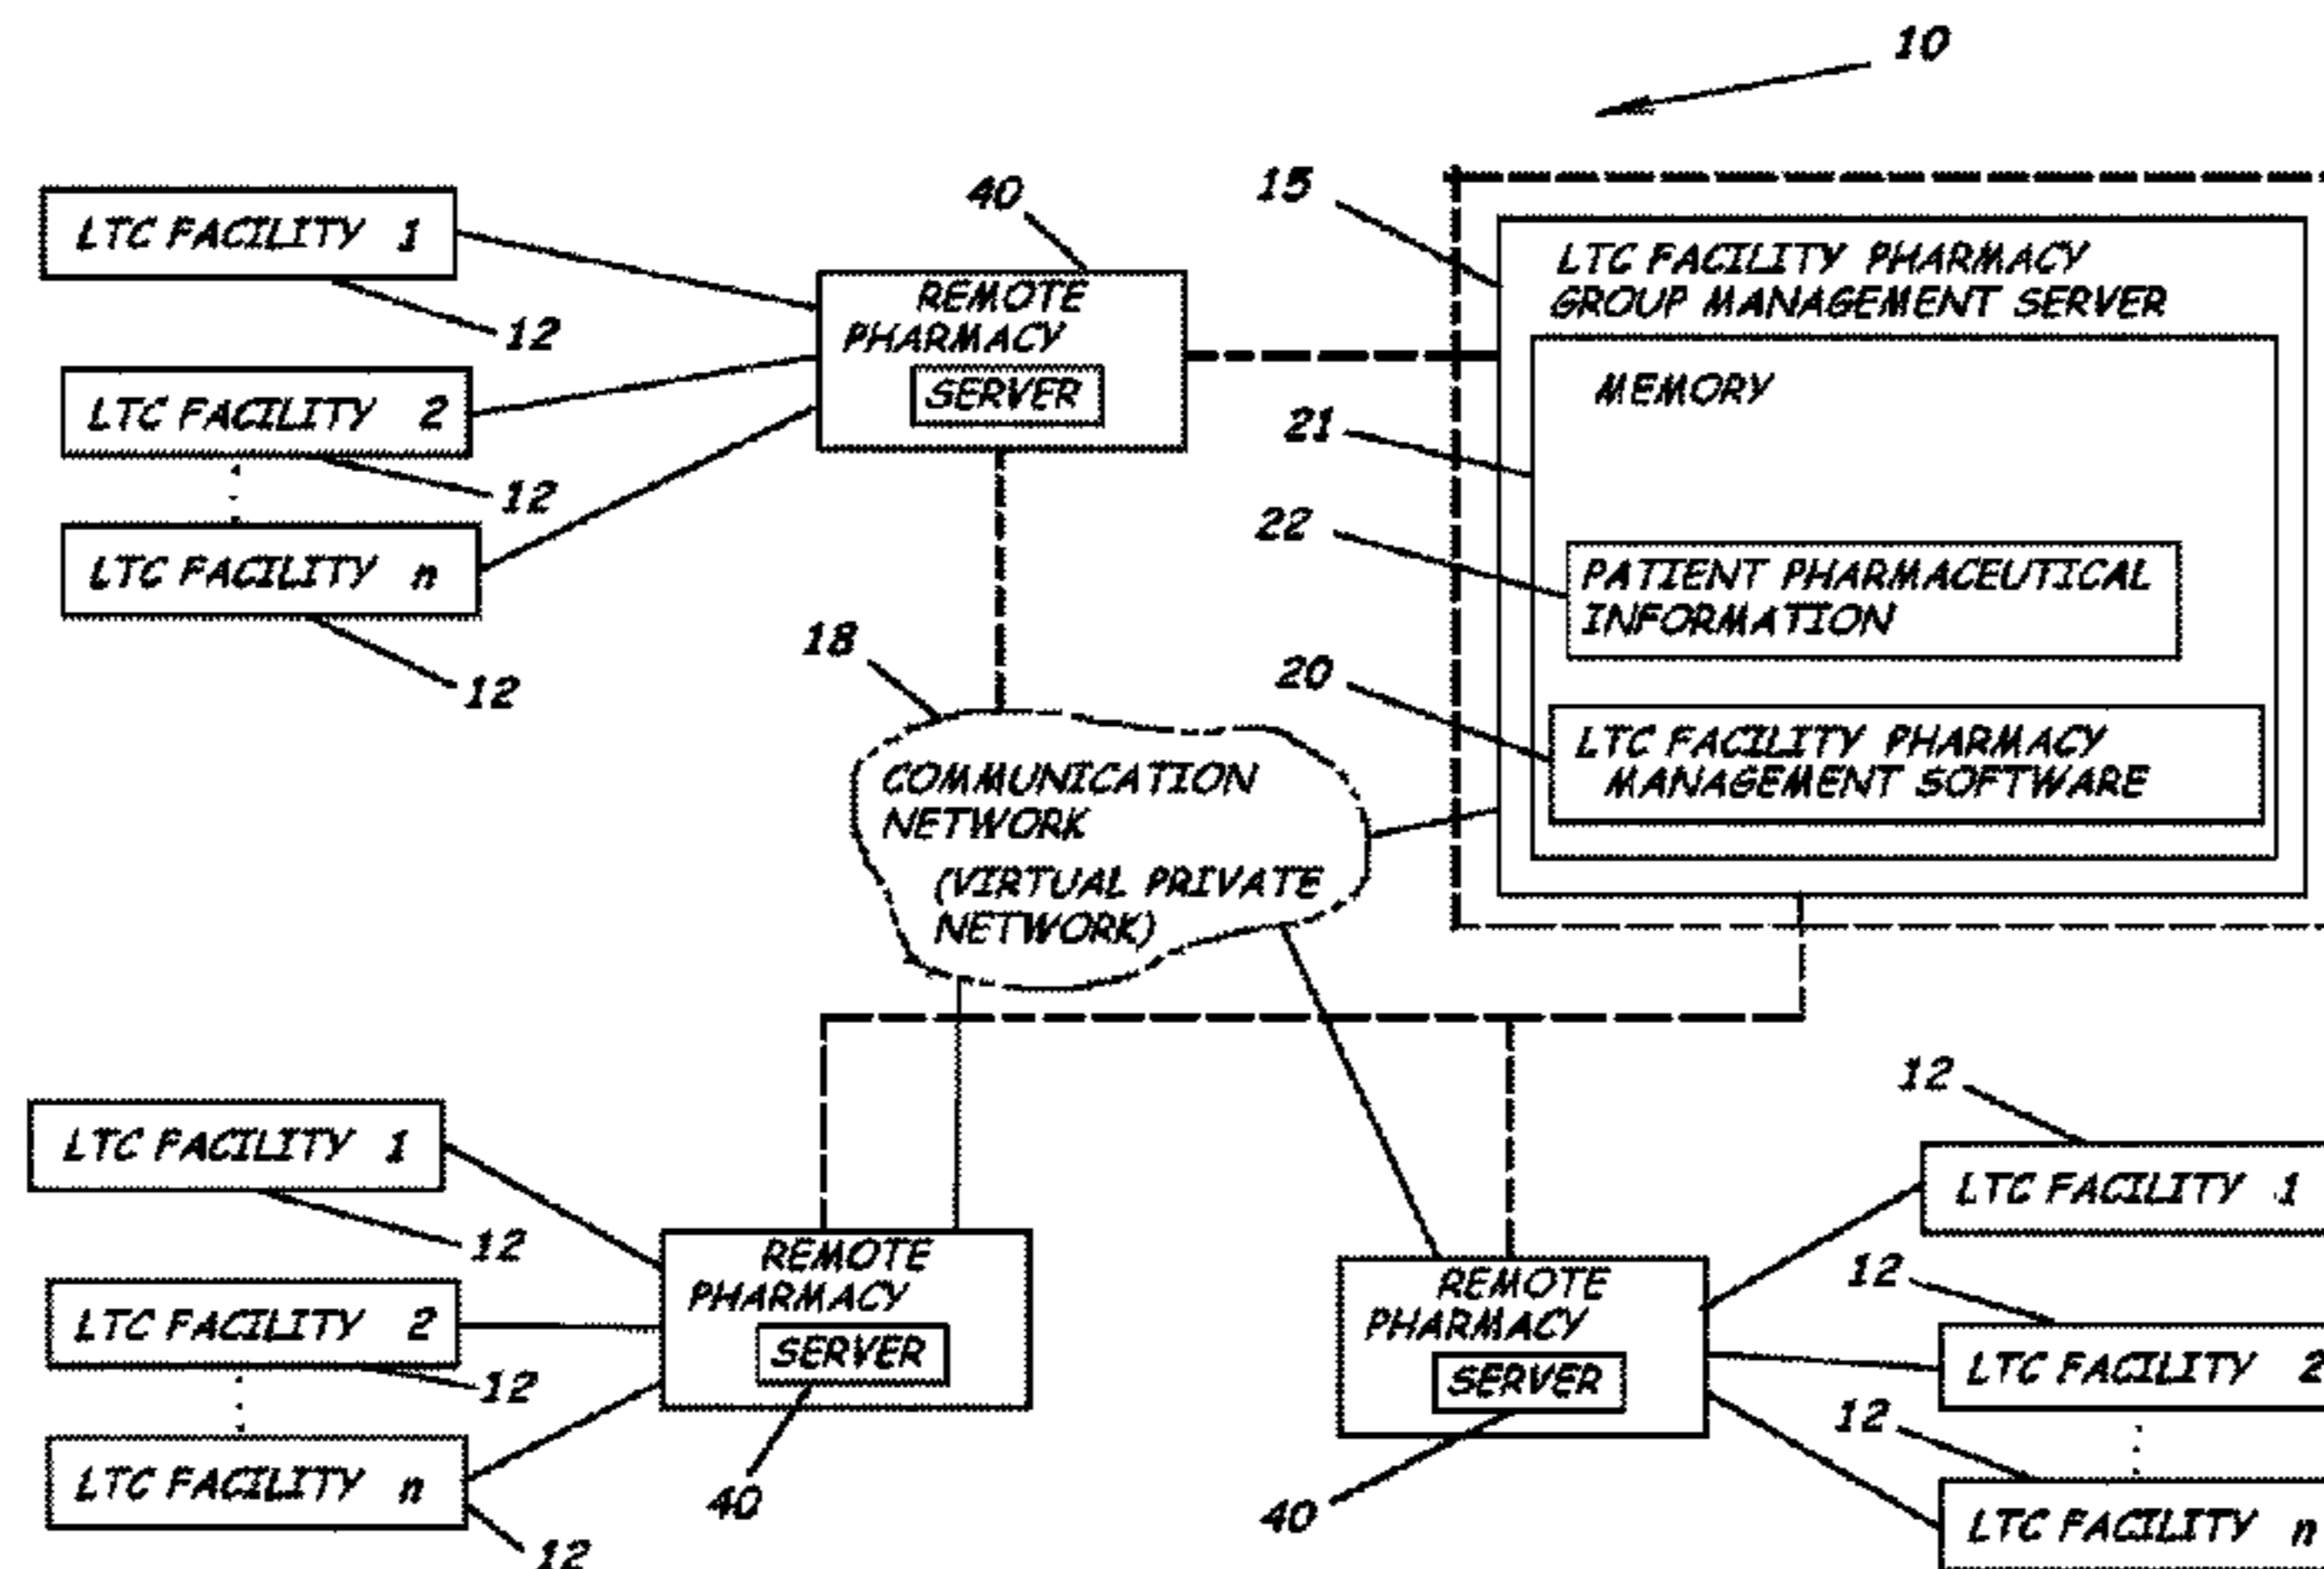 10
LTC FACILITY 1
12
LTC FACILITY 2
12
LTC FACILITY n
12
40
REMOTE
PHARMACY
SERVER
15
LTC FACILITY PHARMACY
GROUP MANAGEMENT SERVER
MEMORY
21
22
PATIENT PHARMACEUTICAL
INFORMATION
20
LTC FACILITY PHARMACY
MANAGEMENT SOFTWARE
18
COMMUNICATION
NETWORK
(VIRTUAL PRIVATE
NETWORK)
LTC FACILITY 1
12
LTC FACILITY 2
12
LTC FACILITY n
12
REMOTE
PHARMACY
SERVER
40
REMOTE
PHARMACY
SERVER
40
12
LTC FACILITY 1
12
LTC FACILITY 2
12
LTC FACILITY n